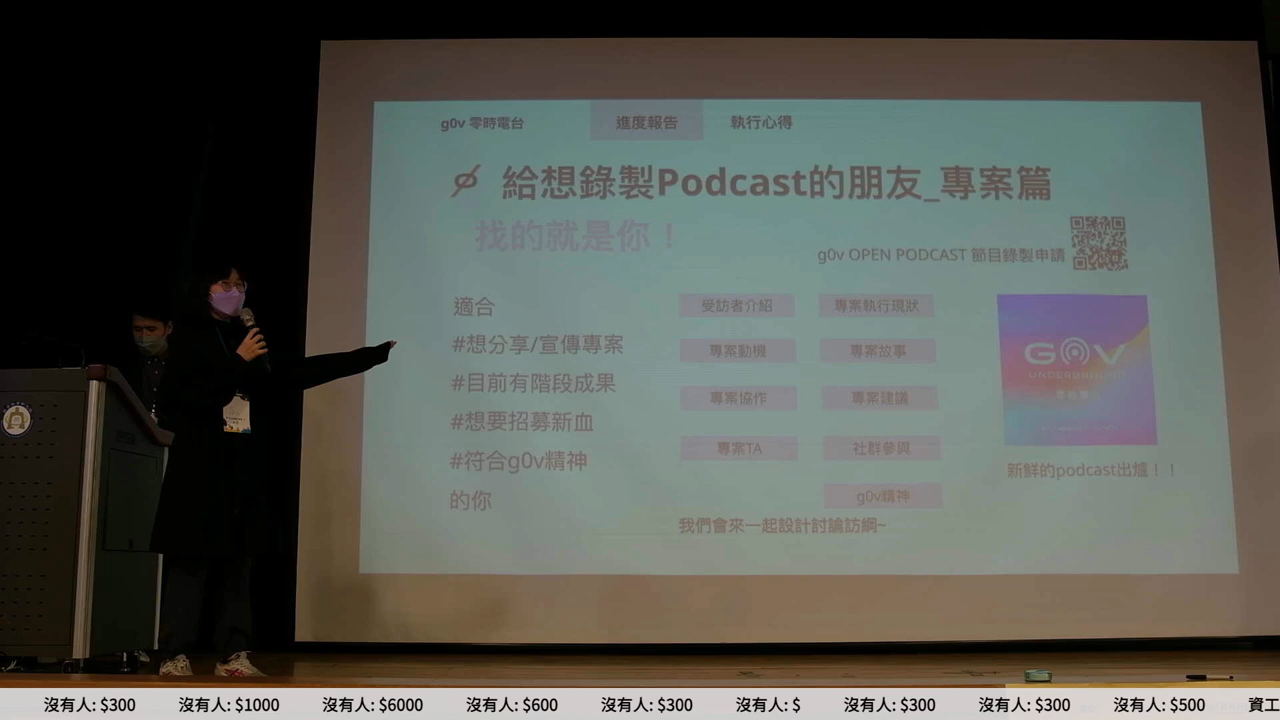 g0v 零時電台 進度報告 執行心得
給想錄製Podcast的朋友_專案篇
找的就是你！
g0v OPEN PODCAST 節目錄製申請
適合
#想分享/宣傳專案
#目前有階段成果
#想要招募新血
#符合g0v精神
的你
受訪者介紹 專案執行現狀
專案動機 專案故事
專案協作 專案建議
專案TA 社群參與
g0v精神
我們會來一起設計討論訪綱~
G0V
UNDERGROUND
新鮮的podcast出爐！！
沒有人: $300 沒有人: $1000 沒有人: $6000 沒有人: $600 沒有人: $300 沒有人: $ 沒有人: $300 沒有人: $300 沒有人: $500 資工